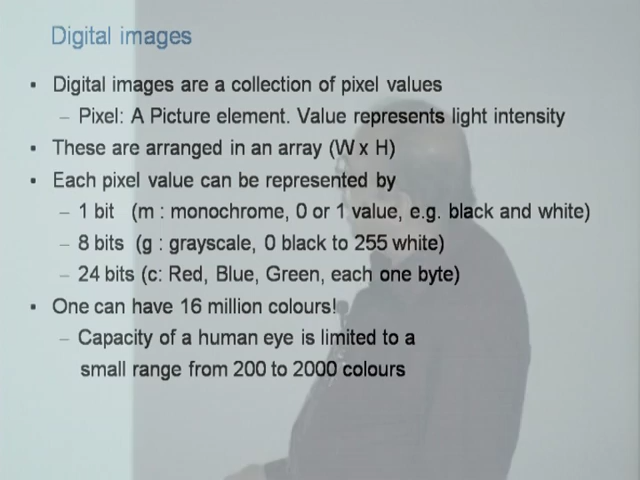 Digital images
▪ Digital images are a collection of pixel values
– Pixel: A Picture element. Value represents light intensity
▪ These are arranged in an array (W x H)
▪ Each pixel value can be represented by
– 1 bit (m : monochrome, 0 or 1 value, e.g. black and white)
– 8 bits (g : grayscale, 0 black to 255 white)
– 24 bits (c: Red, Blue, Green, each one byte)
▪ One can have 16 million colours!
– Capacity of a human eye is limited to a
small range from 200 to 2000 colours